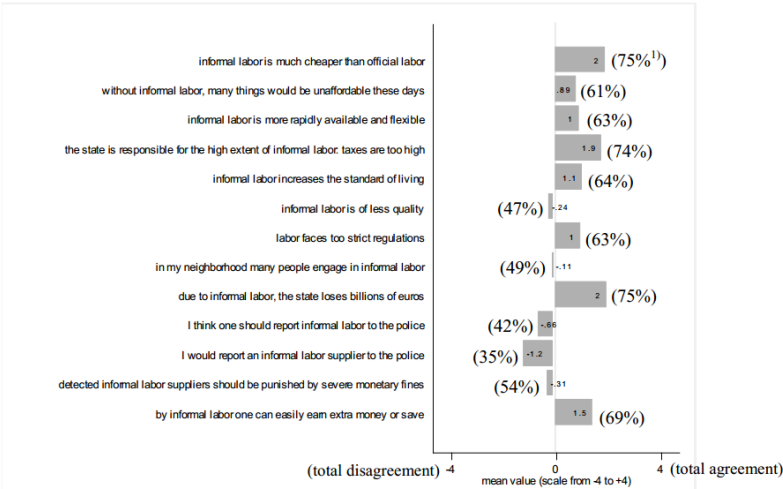 informal labor is much cheaper than official labor 2 (75%¹⁾)
without informal labor, many things would be unaffordable these days .89 (61%)
informal labor is more rapidly available and flexible 1 (63%)
the state is responsible for the high extent of informal labor: taxes are too high 1.9 (74%)
informal labor increases the standard of living 1.1 (64%)
informal labor is of less quality (47%) -.24
labor faces too strict regulations 1 (63%)
in my neighborhood many people engage in informal labor (49%) -.11
due to informal labor, the state loses billions of euros 2 (75%)
I think one should report informal labor to the police (42%) -.66
I would report an informal labor supplier to the police (35%) -1.2
detected informal labor suppliers should be punished by severe monetary fines (54%) -.31
by informal labor one can easily earn extra money or save 1.5 (69%)
(total disagreement) -4 0 4 (total agreement)
mean value (scale from -4 to +4)